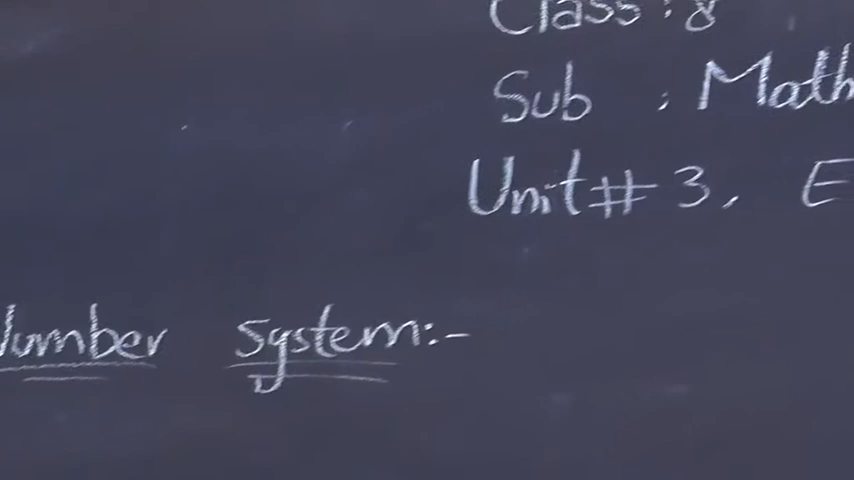 Class : 8
Sub : Math
Unit # 3, E
Number System:-